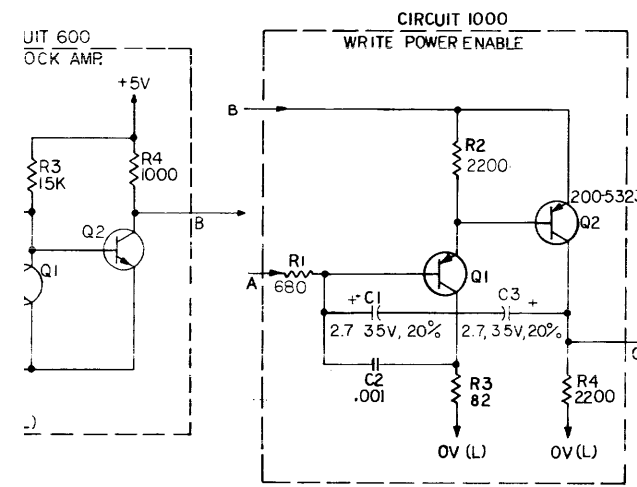 UIT 600
OCK AMP.
+5V
R3
15K
R4
1000
B
Q2
Q1
L)
CIRCUIT 1000
WRITE POWER ENABLE
B
R2
2200
200-5323
Q2
R1
680
A
Q1
+ C1
2.7 35V, 20%
C3 +
2.7, 35V, 20%
C2
.001
R3
82
R4
2200
0V (L)
0V (L)